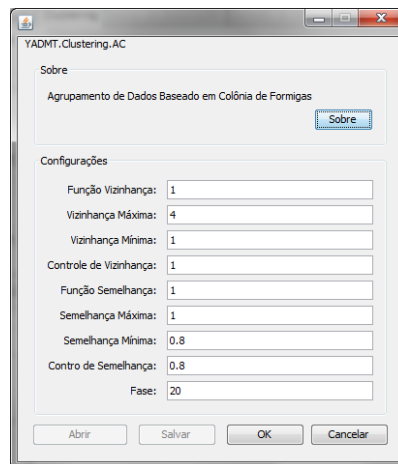 YADMT.Clustering.AC
Sobre
Agrupamento de Dados Baseado em Colônia de Formigas
Sobre
Configurações
Função Vizinhança: 1
Vizinhança Máxima: 4
Vizinhança Mínima: 1
Controle de Vizinhança: 1
Função Semelhança: 1
Semelhança Máxima: 1
Semelhança Mínima: 0.8
Contro de Semelhança: 0.8
Fase: 20
Abrir Salvar OK Cancelar